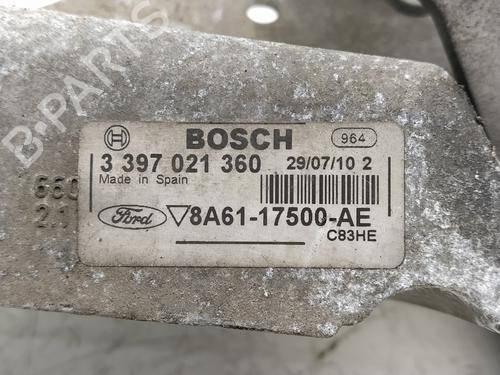 B-PARTS
BOSCH
964
3 397 021 360
29/07/10 2
Made in Spain
Ford
8A61-17500-AE
C83HE